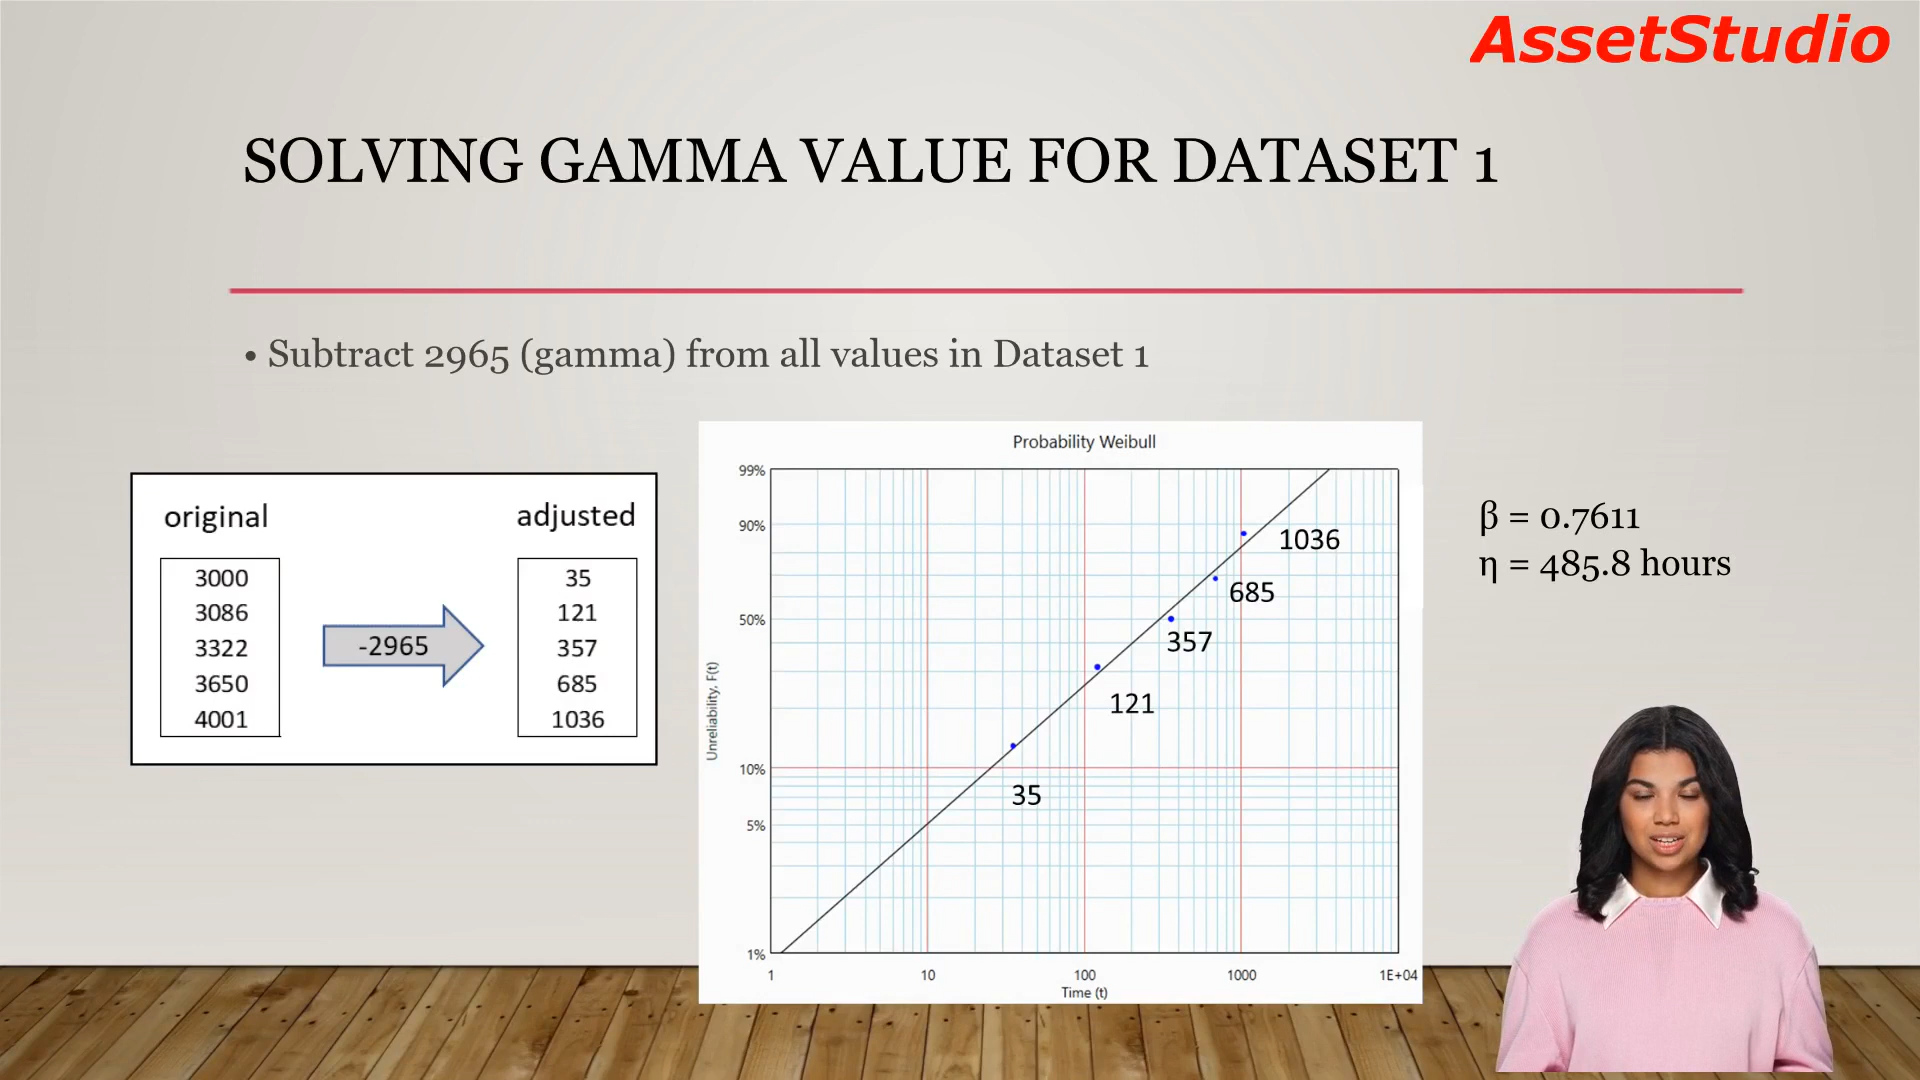 AssetStudio
SOLVING GAMMA VALUE FOR DATASET 1
• Subtract 2965 (gamma) from all values in Dataset 1
original
adjusted
3000
3086
3322
3650
4001
-2965
35
121
357
685
1036
Probability Weibull
99%
90%
50%
10%
5%
1%
Unreliability, F(t)
1036
685
357
121
35
1
10
100
1000
1E+04
Time (t)
β = 0.7611
η = 485.8 hours